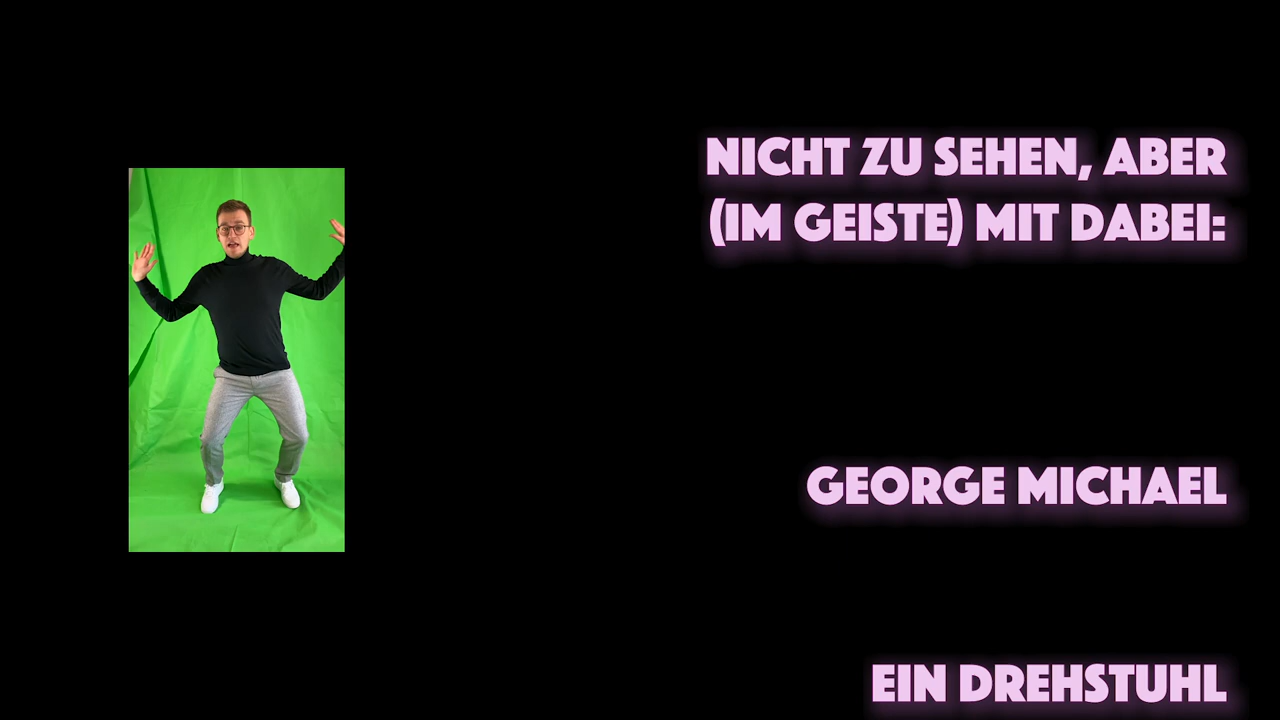 NICHT ZU SEHEN, ABER
(IM GEISTE) MIT DABEI:
GEORGE MICHAEL
EIN DREHSTUHL